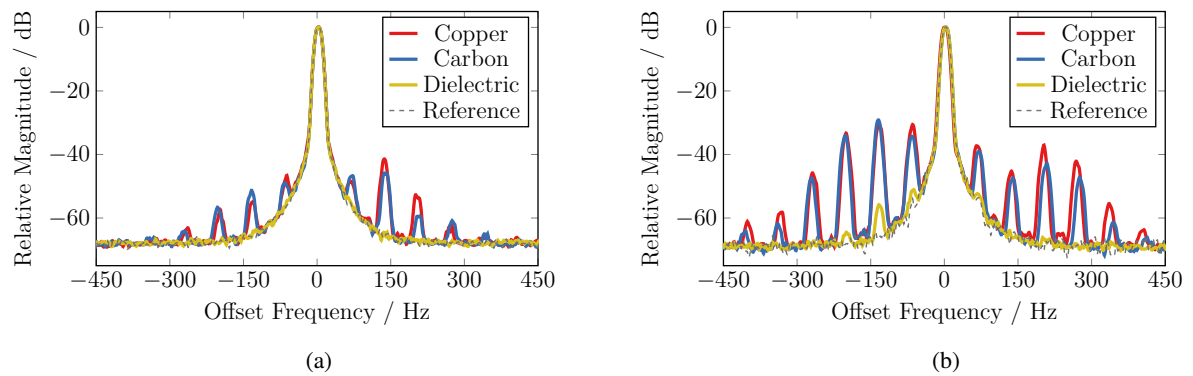 0
−20
−40
−60
−450
−300
−150
0
150
300
450
Relative Magnitude / dB
Offset Frequency / Hz
Copper
Carbon
Dielectric
Reference
(a)
0
−20
−40
−60
−450
−300
−150
0
150
300
450
Relative Magnitude / dB
Offset Frequency / Hz
Copper
Carbon
Dielectric
Reference
(b)